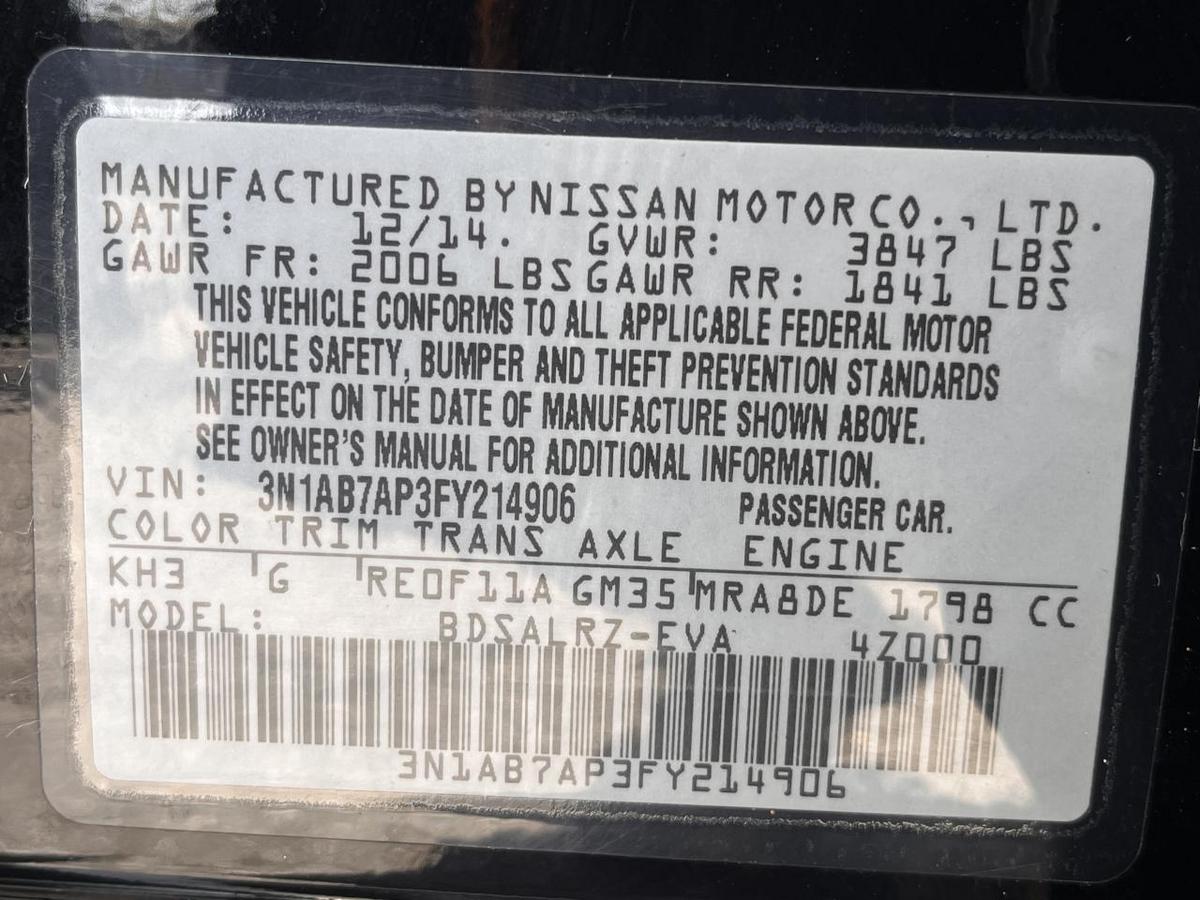 MANUFACTURED BY NISSAN MOTOR CO., LTD.
DATE: 12/14. GVWR: 3847 LBS
GAWR FR: 2006 LBS GAWR RR: 1841 LBS
THIS VEHICLE CONFORMS TO ALL APPLICABLE FEDERAL MOTOR
VEHICLE SAFETY, BUMPER AND THEFT PREVENTION STANDARDS
IN EFFECT ON THE DATE OF MANUFACTURE SHOWN ABOVE.
SEE OWNER'S MANUAL FOR ADDITIONAL INFORMATION.
VIN: 3N1AB7AP3FY214906 PASSENGER CAR.
COLOR TRIM TRANS AXLE ENGINE
KH3 G RE0F11A GM35 MRA8DE 1798 CC
MODEL: BDSALRZ-EVA 4Z000
3N1AB7AP3FY214906